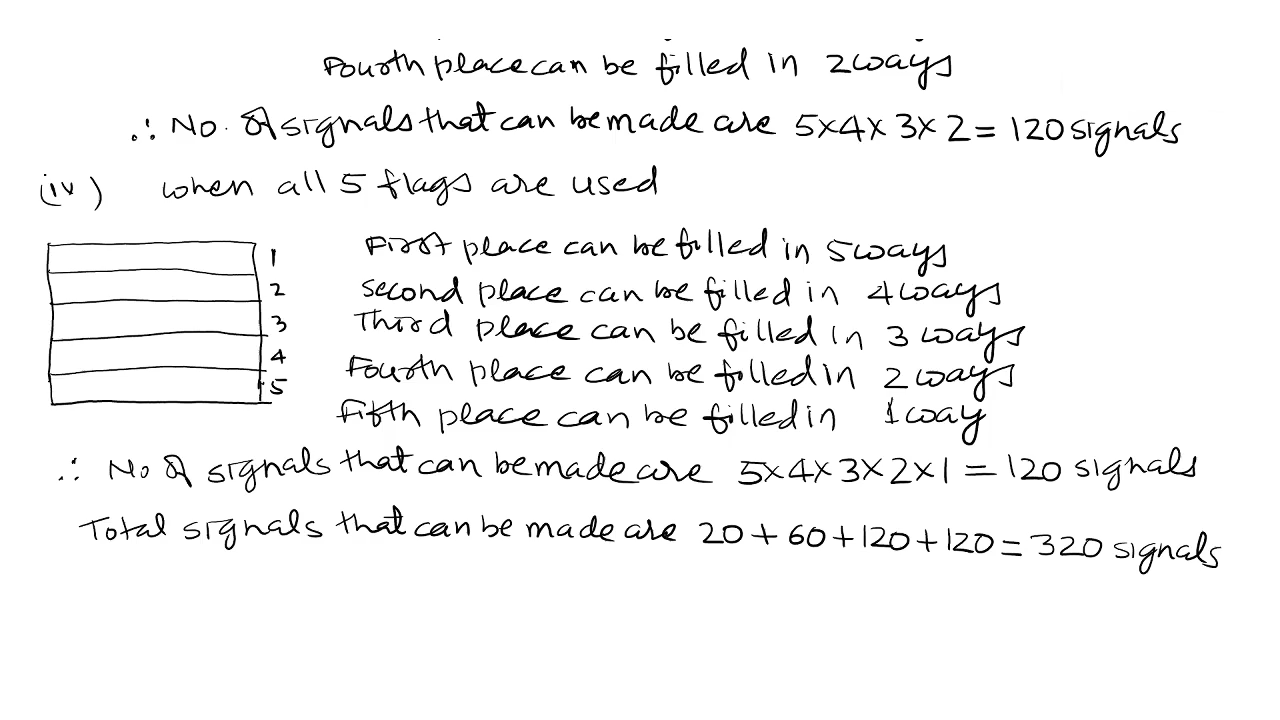 Fourth place can be filled in 2 ways
∴ No. of signals that can be made are 5×4×3×2 = 120 signals
(iv) when all 5 flags are used
1 First place can be filled in 5 ways
2 second place can be filled in 4 ways
3 Third place can be filled in 3 ways
4 Fourth place can be filled in 2 ways
5 Fifth place can be filled in 1 way
∴ No of signals that can be made are 5×4×3×2×1 = 120 signals
Total signals that can be made are 20+60+120+120 = 320 signals